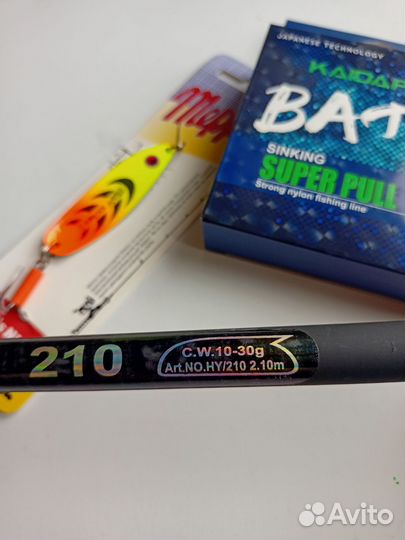 JAPANESE TECHNOLOGY
KAIDA
BAT
SINKING
SUPER PULL
Strong nylon fishing line
Mepp
210
C.W.10-30g
Art.NO.HY/210 2.10m
Avito